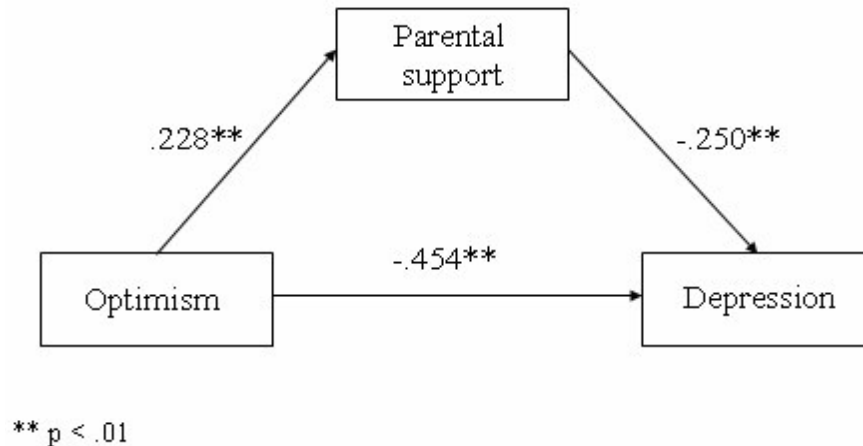 Parental
support
.228**
-.250**
-.454**
Optimism
Depression
** p < .01